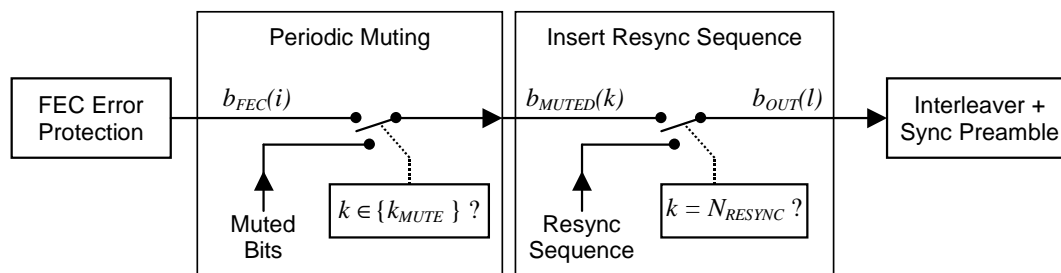 Periodic Muting
Insert Resync Sequence
FEC Error
Protection
b_FEC(i)
b_MUTED(k)
b_OUT(l)
Interleaver +
Sync Preamble
Muted
Bits
k ∈ {k_MUTE } ?
Resync
Sequence
k = N_RESYNC ?